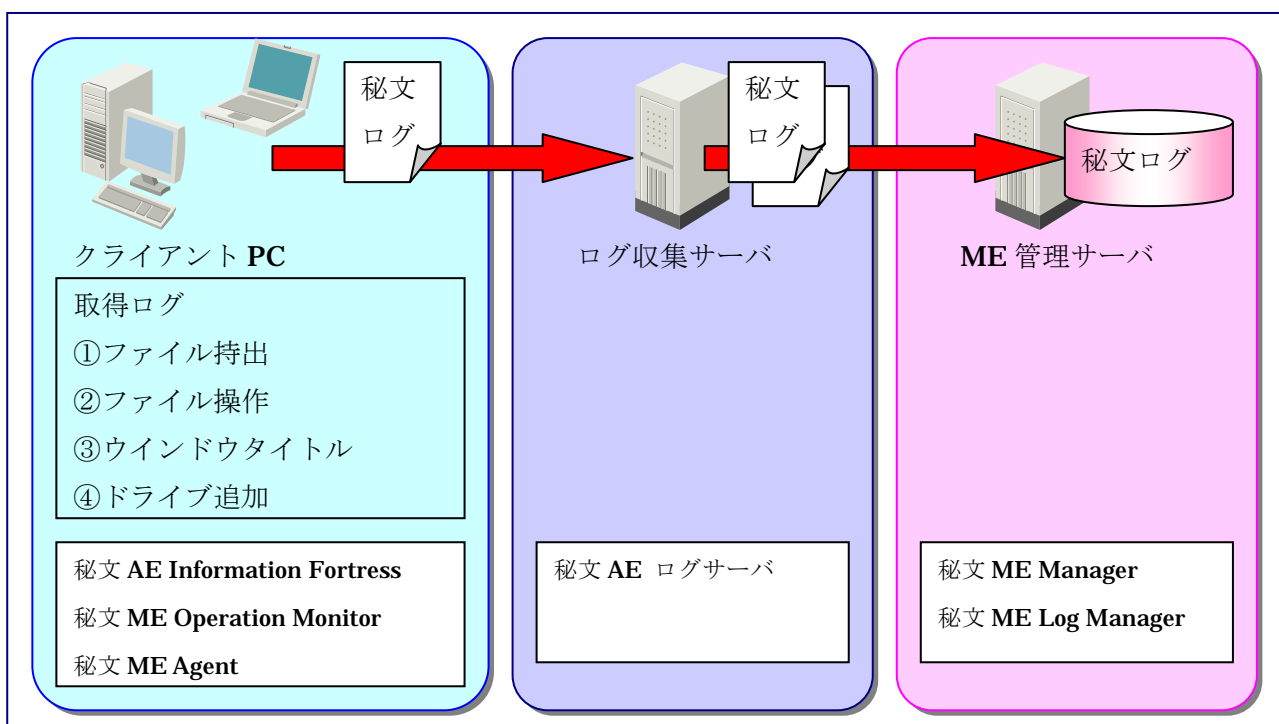 秘文
ログ
クライアント PC
取得ログ
①ファイル持出
②ファイル操作
③ウインドウタイトル
④ドライブ追加
秘文 AE Information Fortress
秘文 ME Operation Monitor
秘文 ME Agent
秘文
ログ
ログ収集サーバ
秘文 AE ログサーバ
秘文ログ
ME 管理サーバ
秘文 ME Manager
秘文 ME Log Manager